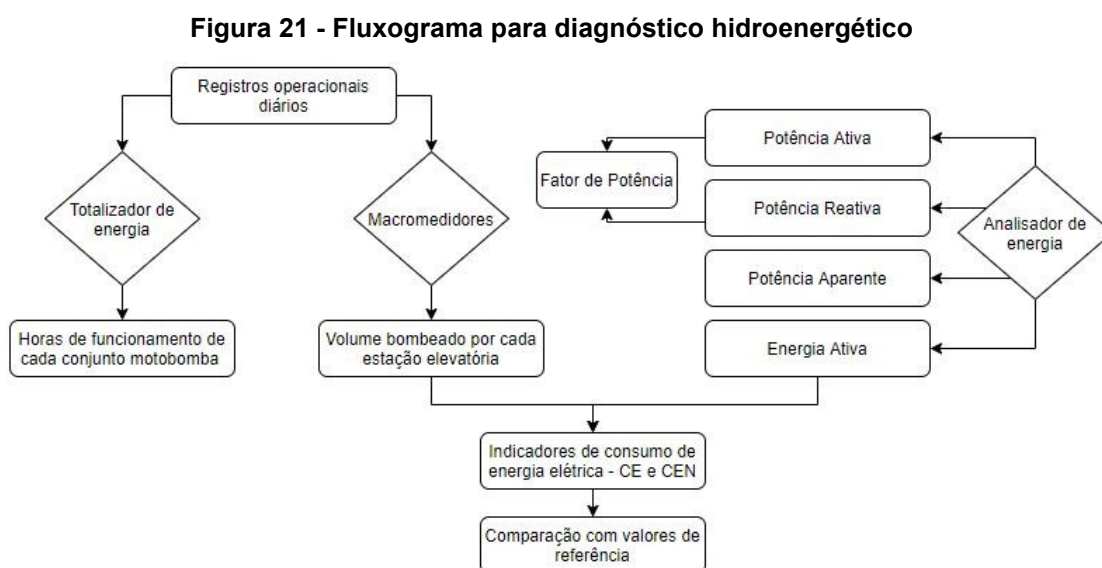 Figura 21 - Fluxograma para diagnóstico hidroenergético
Registros operacionais
diários
Totalizador de
energia
Macromedidores
Horas de funcionamento de
cada conjunto motobomba
Volume bombeado por cada
estação elevatória
Fator de Potência
Potência Ativa
Potência Reativa
Potência Aparente
Energia Ativa
Analisador de
energia
Indicadores de consumo de
energia elétrica - CE e CEN
Comparação com valores de
referência